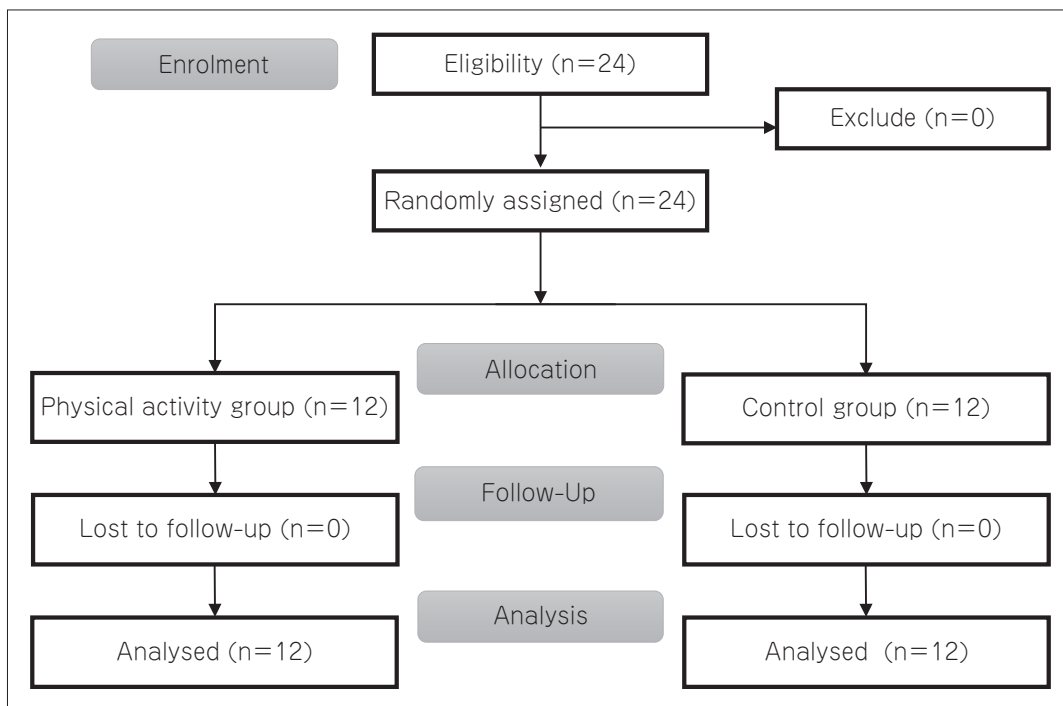 Enrolment
Eligibility (n=24)
Exclude (n=0)
Randomly assigned (n=24)
Allocation
Physical activity group (n=12)
Control group (n=12)
Follow-Up
Lost to follow-up (n=0)
Lost to follow-up (n=0)
Analysis
Analysed (n=12)
Analysed (n=12)